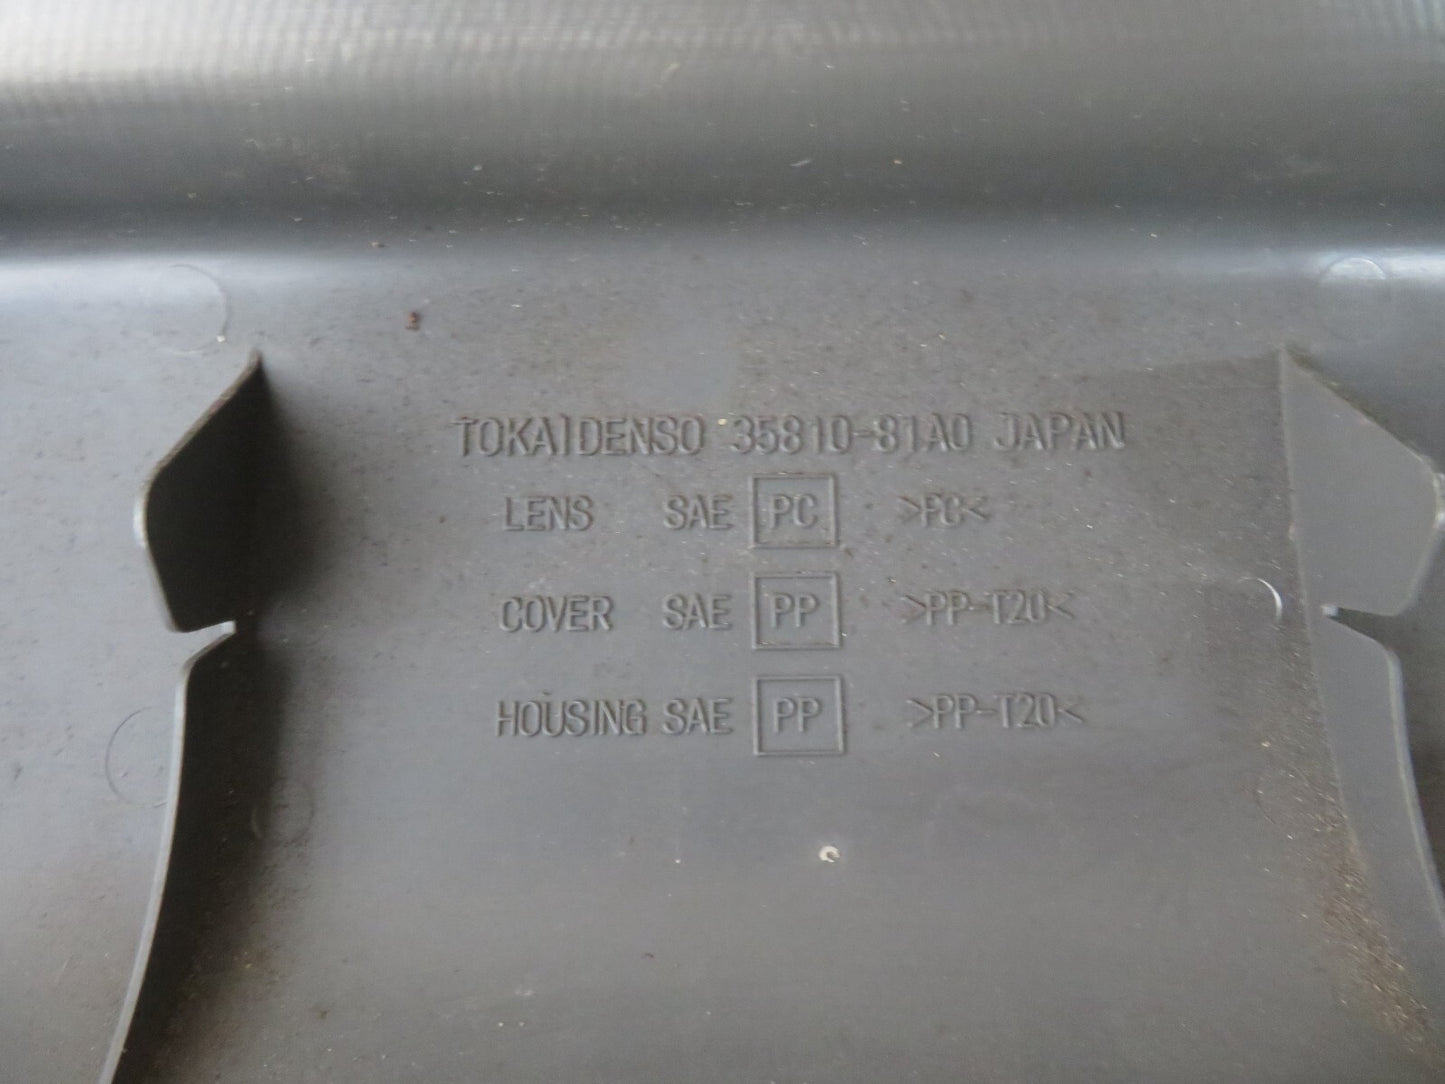 TOKAIDENSO 35810-81A0 JAPAN
LENS SAE PC >PC<
COVER SAE PP >PP-T20<
HOUSING SAE PP >PP-T20<